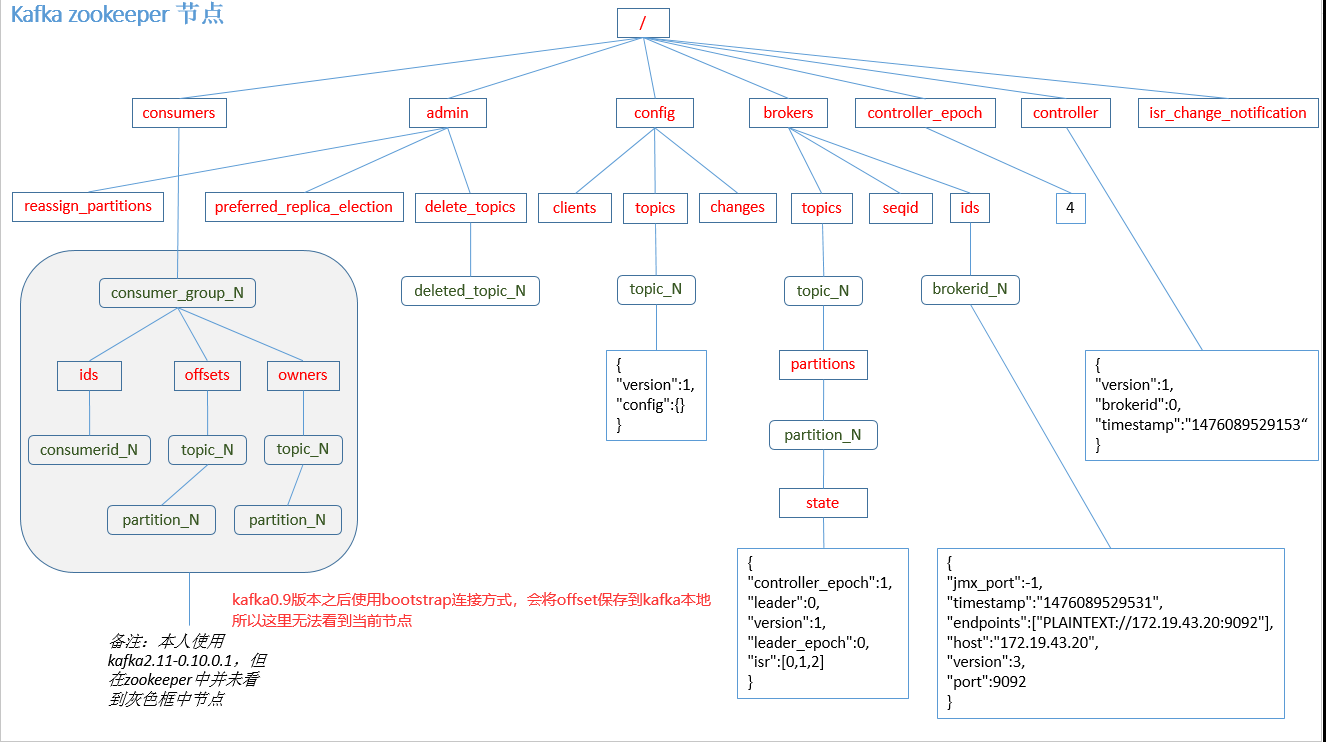 Kafka zookeeper 节点
/
consumers
admin
config
brokers
controller_epoch
controller
isr_change_notification
reassign_partitions
preferred_replica_election
delete_topics
clients
topics
changes
topics
seqid
ids
4
consumer_group_N
deleted_topic_N
topic_N
topic_N
brokerid_N
ids
offsets
owners
consumerid_N
topic_N
topic_N
partition_N
partition_N
{
"version":1,
"config":{}
}
partitions
partition_N
state
{
"version":1,
"brokerid":0,
"timestamp":"1476089529153“
}
{
"controller_epoch":1,
"leader":0,
"version":1,
"leader_epoch":0,
"isr":[0,1,2]
}
{
"jmx_port":-1,
"timestamp":"1476089529531",
"endpoints":["PLAINTEXT://172.19.43.20:9092"],
"host":"172.19.43.20",
"version":3,
"port":9092
}
kafka0.9版本之后使用bootstrap连接方式，会将offset保存到kafka本地
所以这里无法看到当前节点
备注：本人使用
kafka2.11-0.10.0.1，但
在zookeeper中并未看
到灰色框中节点